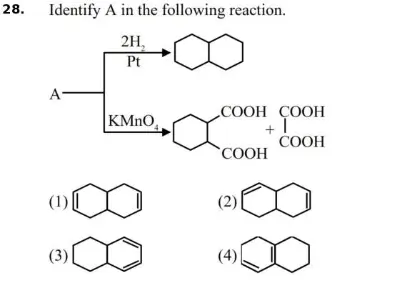 28. Identify A in the following reaction.
2H₂
Pt
A
KMnO₄
COOH COOH
+
COOH
COOH
(1)
(2)
(3)
(4)